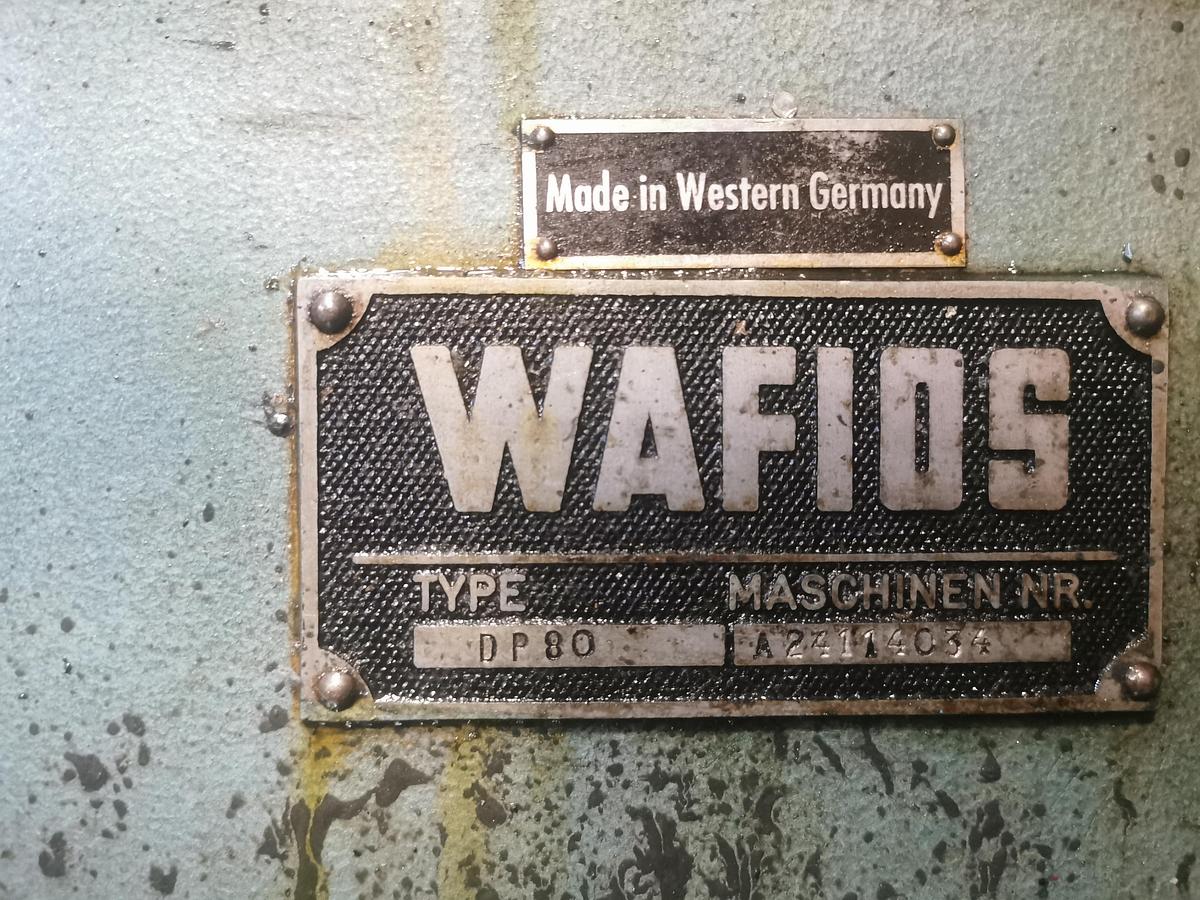 Made in Western Germany
WAFIOS
TYPE MASCHINEN NR.
DP80 A24114034